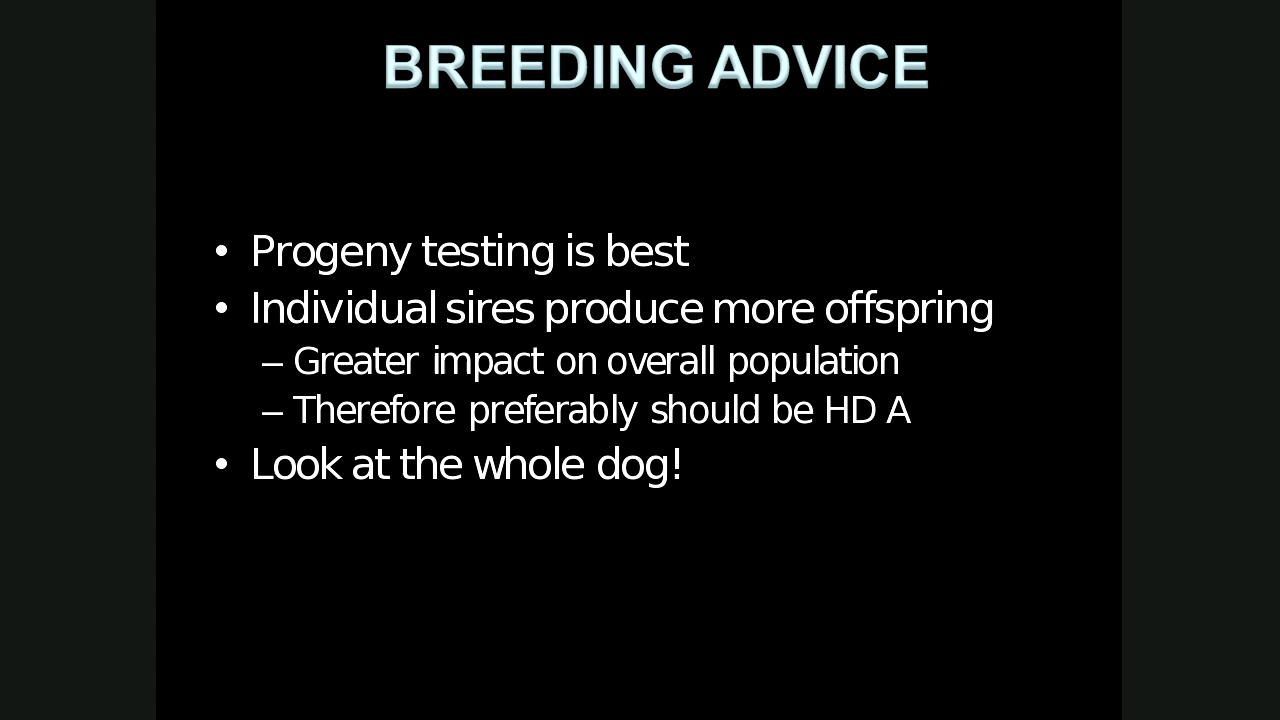 BREEDING ADVICE
• Progeny testing is best
• Individual sires produce more offspring
– Greater impact on overall population
– Therefore preferably should be HD A
• Look at the whole dog!